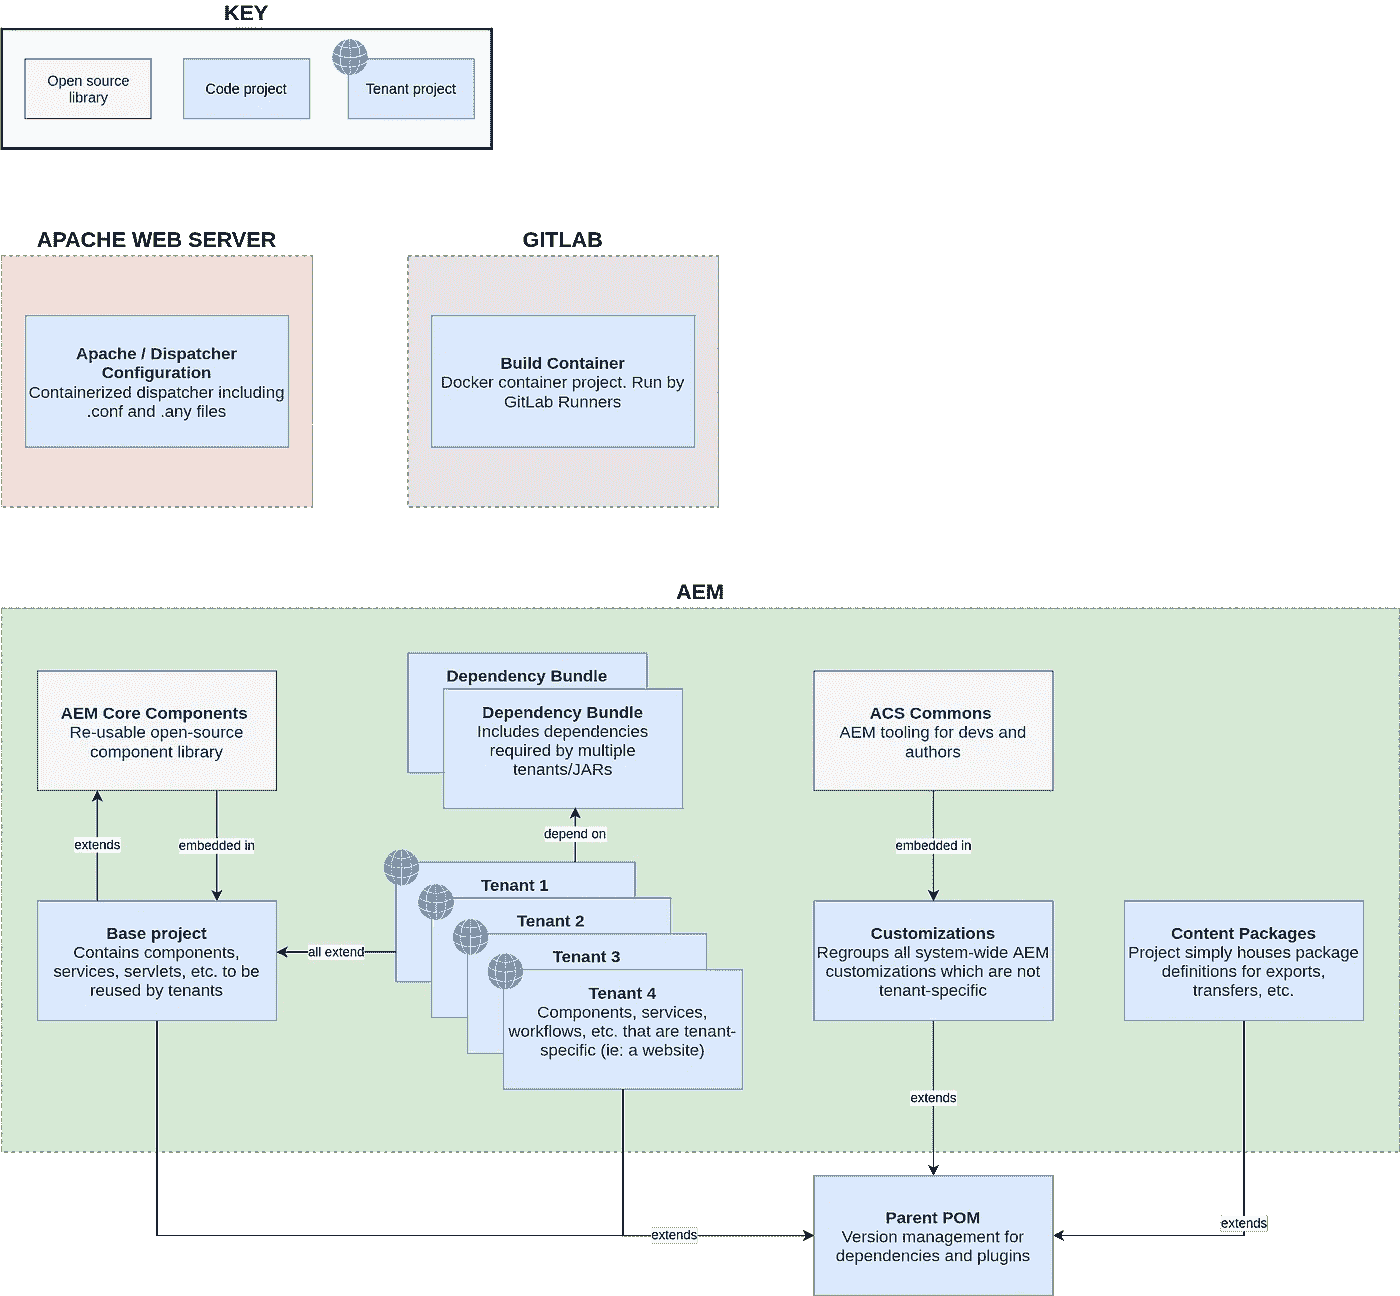 KEY
Open source
library
Code project
Tenant project
APACHE WEB SERVER
GITLAB
Apache / Dispatcher
Configuration
Containerized dispatcher including
.conf and .any files
Build Container
Docker container project. Run by
GitLab Runners
AEM
AEM Core Components
Re-usable open-source
component library
Dependency Bundle
Dependency Bundle
Includes dependencies
required by multiple
tenants/JARs
ACS Commons
AEM tooling for devs and
authors
extends
embedded in
depend on
embedded in
Base project
Contains components,
services, servlets, etc. to be
reused by tenants
all extend
Tenant 1
Tenant 2
Tenant 3
Tenant 4
Components, services,
workflows, etc. that are tenant-
specific (ie: a website)
Customizations
Regroups all system-wide AEM
customizations which are not
tenant-specific
Content Packages
Project simply houses package
definitions for exports,
transfers, etc.
extends
extends
Parent POM
Version management for
dependencies and plugins
extends